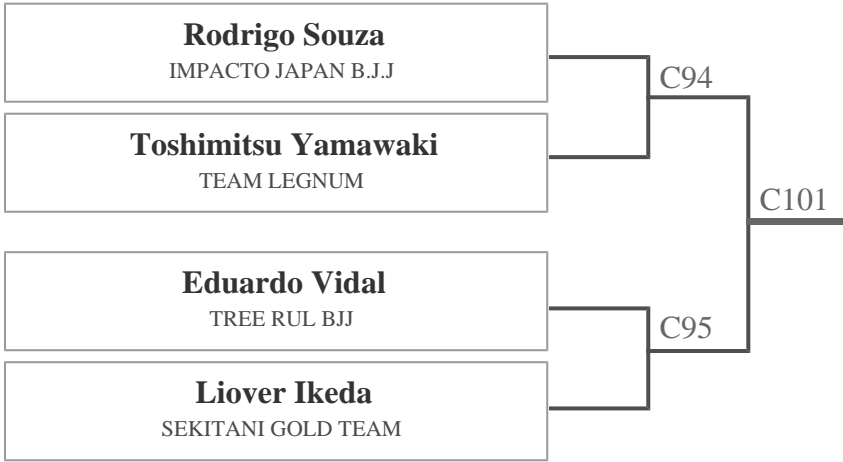 Rodrigo Souza
IMPACTO JAPAN B.J.J
C94
Toshimitsu Yamawaki
TEAM LEGNUM
C101
Eduardo Vidal
TREE RUL BJJ
C95
Liover Ikeda
SEKITANI GOLD TEAM